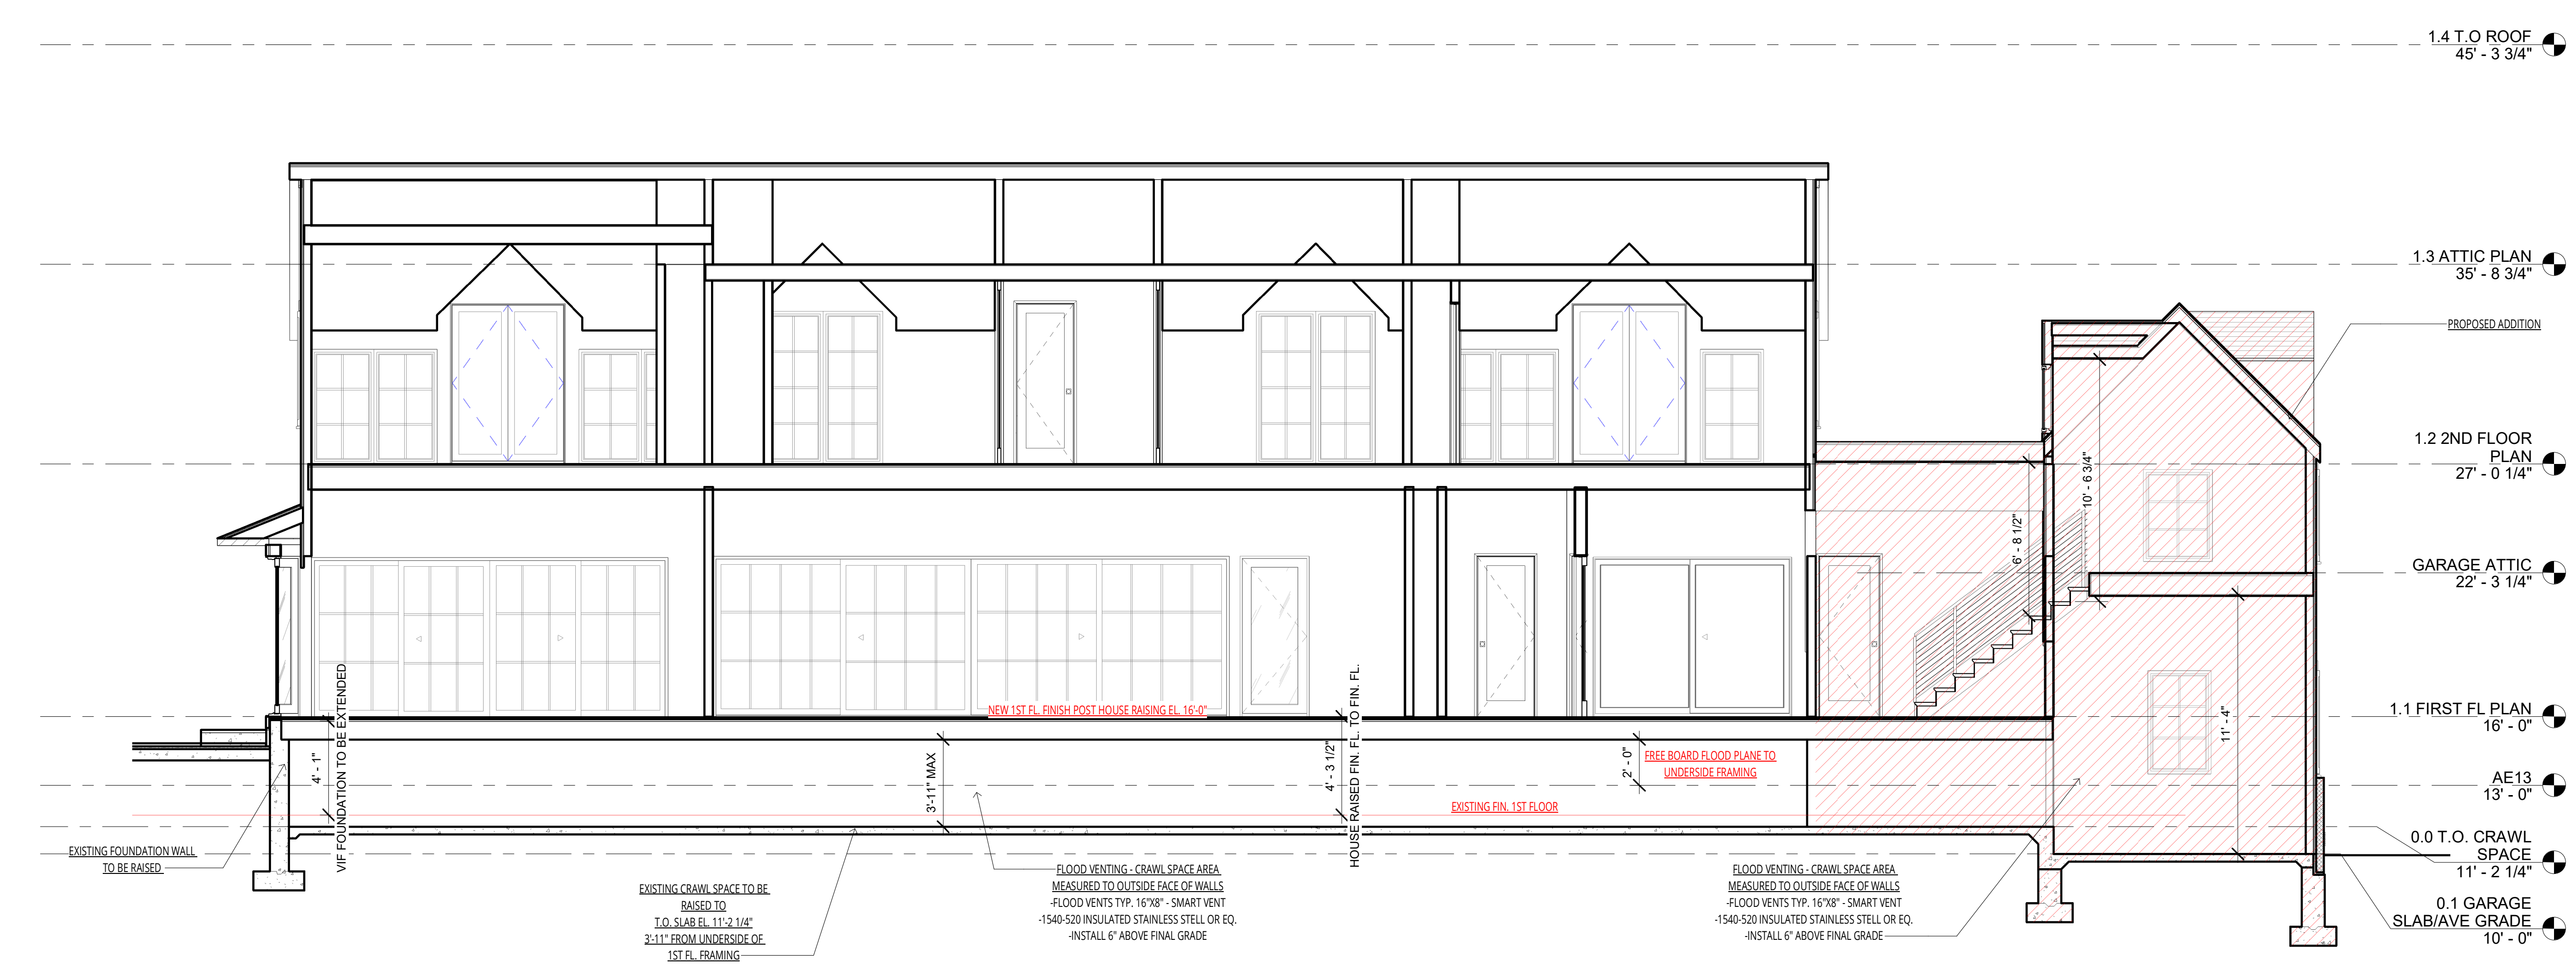 1.4 T.O ROOF
45' - 3 3/4"
1.3 ATTIC PLAN
35' - 8 3/4"
PROPOSED ADDITION
1.2 2ND FLOOR
PLAN
27' - 0 1/4"
10' - 6 3/4"
6' - 8 1/2"
GARAGE ATTIC
22' - 3 1/4"
1.1 FIRST FL PLAN
16' - 0"
11' - 4"
NEW 1ST FL. FINISH POST HOUSE RAISING EL. 16'-0"
VIF FOUNDATION TO BE EXTENDED
4' - 1"
3'-11" MAX
HOUSE RAISED FIN. FL. TO FIN. FL.
4' - 3 1/2"
2' - 0"
FREE BOARD FLOOD PLANE TO
UNDERSIDE FRAMING
AE13
13' - 0"
EXISTING FIN. 1ST FLOOR
0.0 T.O. CRAWL
SPACE
11' - 2 1/4"
0.1 GARAGE
SLAB/AVE GRADE
10' - 0"
EXISTING FOUNDATION WALL
TO BE RAISED
EXISTING CRAWL SPACE TO BE
RAISED TO
T.O. SLAB EL. 11'-2 1/4"
3'-11" FROM UNDERSIDE OF
1ST FL. FRAMING
FLOOD VENTING - CRAWL SPACE AREA
MEASURED TO OUTSIDE FACE OF WALLS
-FLOOD VENTS TYP. 16"X8" - SMART VENT
-1540-520 INSULATED STAINLESS STELL OR EQ.
-INSTALL 6" ABOVE FINAL GRADE
FLOOD VENTING - CRAWL SPACE AREA
MEASURED TO OUTSIDE FACE OF WALLS
-FLOOD VENTS TYP. 16"X8" - SMART VENT
-1540-520 INSULATED STAINLESS STELL OR EQ.
-INSTALL 6" ABOVE FINAL GRADE